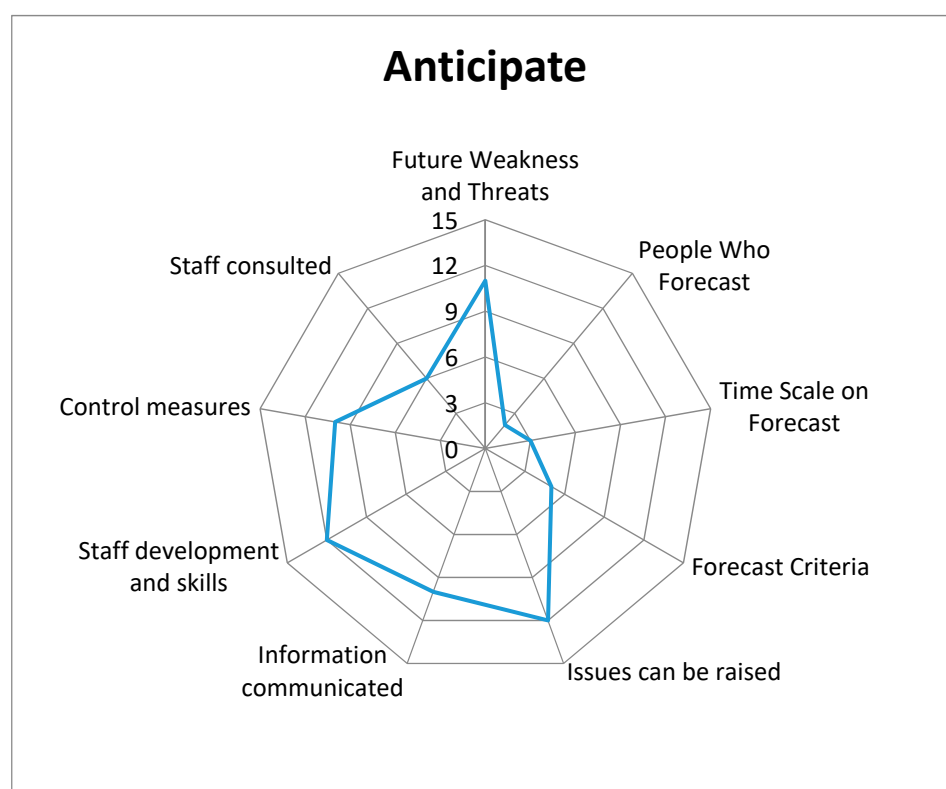 Anticipate
Future Weakness
and Threats
People Who
Forecast
Time Scale on
Forecast
Forecast Criteria
Issues can be raised
Information
communicated
Staff development
and skills
Control measures
Staff consulted
15
12
9
6
3
0